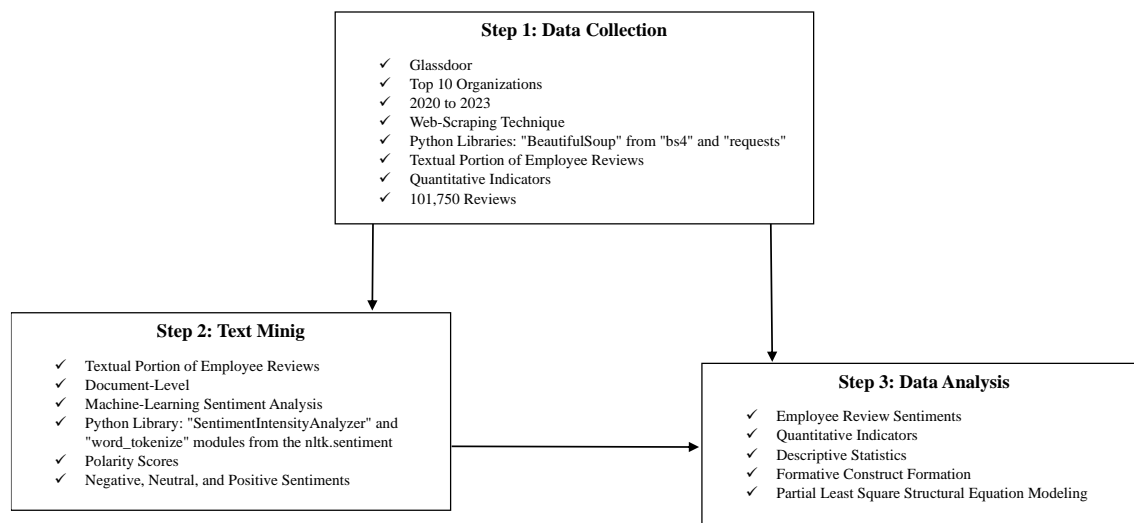 Step 1: Data Collection
✓ Glassdoor
✓ Top 10 Organizations
✓ 2020 to 2023
✓ Web-Scraping Technique
✓ Python Libraries: "BeautifulSoup" from "bs4" and "requests"
✓ Textual Portion of Employee Reviews
✓ Quantitative Indicators
✓ 101,750 Reviews
Step 2: Text Minig
✓ Textual Portion of Employee Reviews
✓ Document-Level
✓ Machine-Learning Sentiment Analysis
✓ Python Library: "SentimentIntensityAnalyzer" and
"word_tokenize" modules from the nltk.sentiment
✓ Polarity Scores
✓ Negative, Neutral, and Positive Sentiments
Step 3: Data Analysis
✓ Employee Review Sentiments
✓ Quantitative Indicators
✓ Descriptive Statistics
✓ Formative Construct Formation
✓ Partial Least Square Structural Equation Modeling